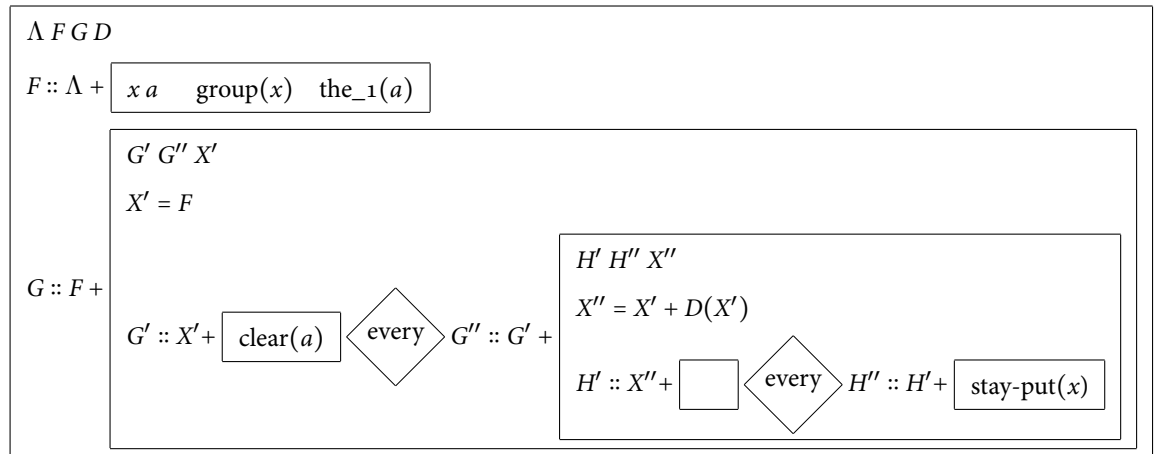 Λ F G D
F :: Λ + x a group(x) the_1(a)
G′ G″ X′
X′ = F
H′ H″ X″
X″ = X′ + D(X′)
G :: F + G′ :: X′+ clear(a) every G″ :: G′ +
H′ :: X″+ every H″ :: H′+ stay-put(x)